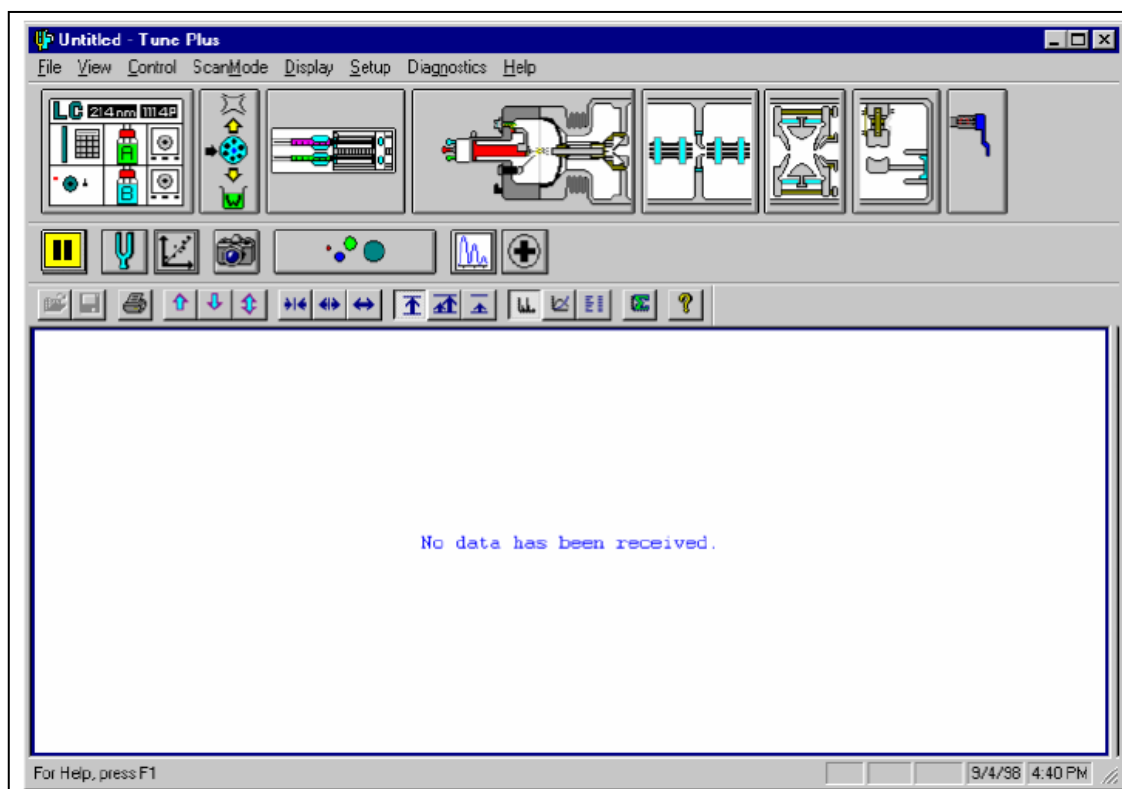 Untitled - Tune Plus
File View Control ScanMode Display Setup Diagnostics Help
LC 214nm 1114P
A
B
W
No data has been received.
For Help, press F1
9/4/98 4:40 PM